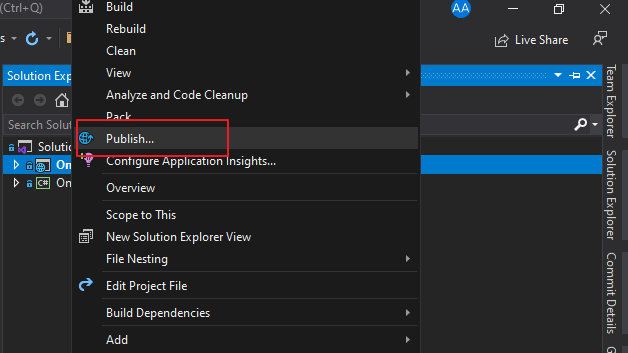 (Ctrl+Q)
AA
Live Share
Solution Exp
Search Solut
Solutio
On
On
Build
Rebuild
Clean
View
Analyze and Code Cleanup
Pack
Publish...
Configure Application Insights...
Overview
Scope to This
New Solution Explorer View
File Nesting
Edit Project File
Build Dependencies
Add
Team Explorer
Solution Explorer
Commit Details